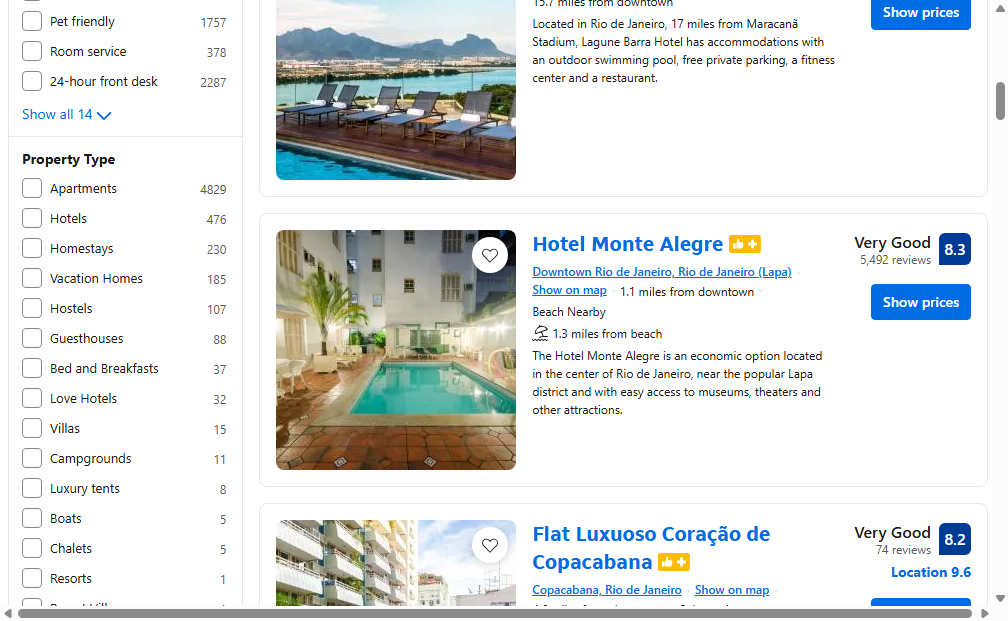 Pet friendly 1757
Room service 378
24-hour front desk 2287
Show all 14
Property Type
Apartments 4829
Hotels 476
Homestays 230
Vacation Homes 185
Hostels 107
Guesthouses 88
Bed and Breakfasts 37
Love Hotels 32
Villas 15
Campgrounds 11
Luxury tents 8
Boats 5
Chalets 5
Resorts 1
15.7 miles from downtown
Located in Rio de Janeiro, 17 miles from Maracanã
Stadium, Lagune Barra Hotel has accommodations with
an outdoor swimming pool, free private parking, a fitness
center and a restaurant.
Show prices
Hotel Monte Alegre
Downtown Rio de Janeiro, Rio de Janeiro (Lapa) ·
Show on map · 1.1 miles from downtown ·
Beach Nearby
1.3 miles from beach
The Hotel Monte Alegre is an economic option located
in the center of Rio de Janeiro, near the popular Lapa
district and with easy access to museums, theaters and
other attractions.
Very Good
5,492 reviews
8.3
Show prices
Flat Luxuoso Coração de
Copacabana
Copacabana, Rio de Janeiro · Show on map ·
Very Good
74 reviews
8.2
Location 9.6